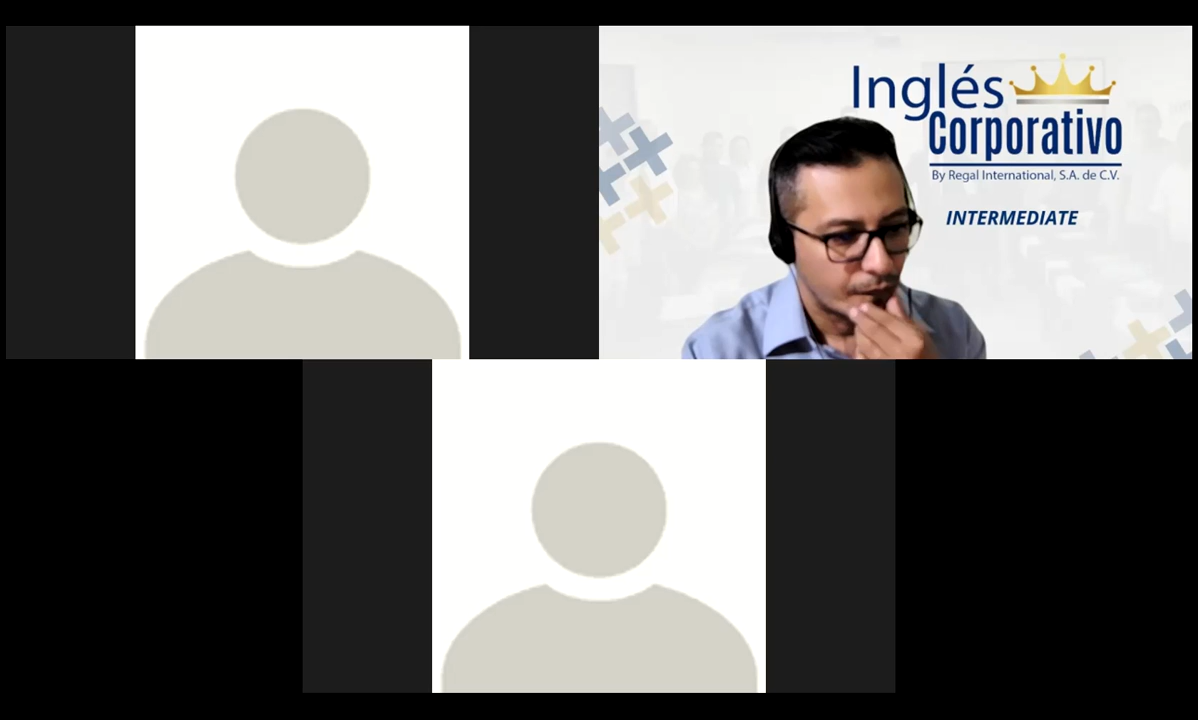 Inglés
Corporativo
By Regal International, S.A. de C.V.
INTERMEDIATE